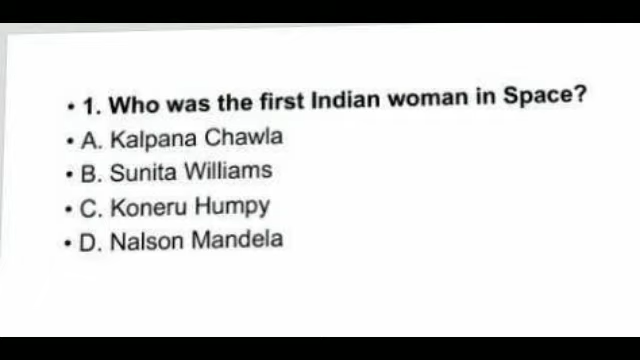 • 1. Who was the first Indian woman in Space?
• A. Kalpana Chawla
• B. Sunita Williams
• C. Koneru Humpy
• D. Nalson Mandela